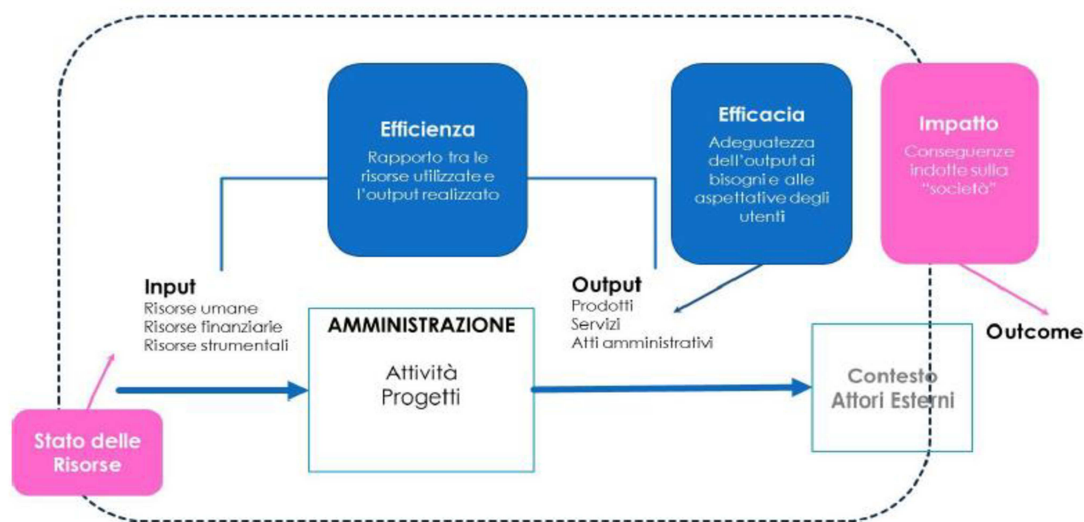 Efficienza
Rapporto tra le
risorse utilizzate e
l'output realizzato
Efficacia
Adeguatezza
dell'output ai
bisogni e alle
aspettative degli
utenti
Impatto
Conseguenze
indotte sulla
"società"
Input
Risorse umane
Risorse finanziarie
Risorse strumentali
AMMINISTRAZIONE
Attività
Progetti
Output
Prodotti
Servizi
Atti amministrativi
Outcome
Contesto
Attori Esterni
Stato delle
Risorse